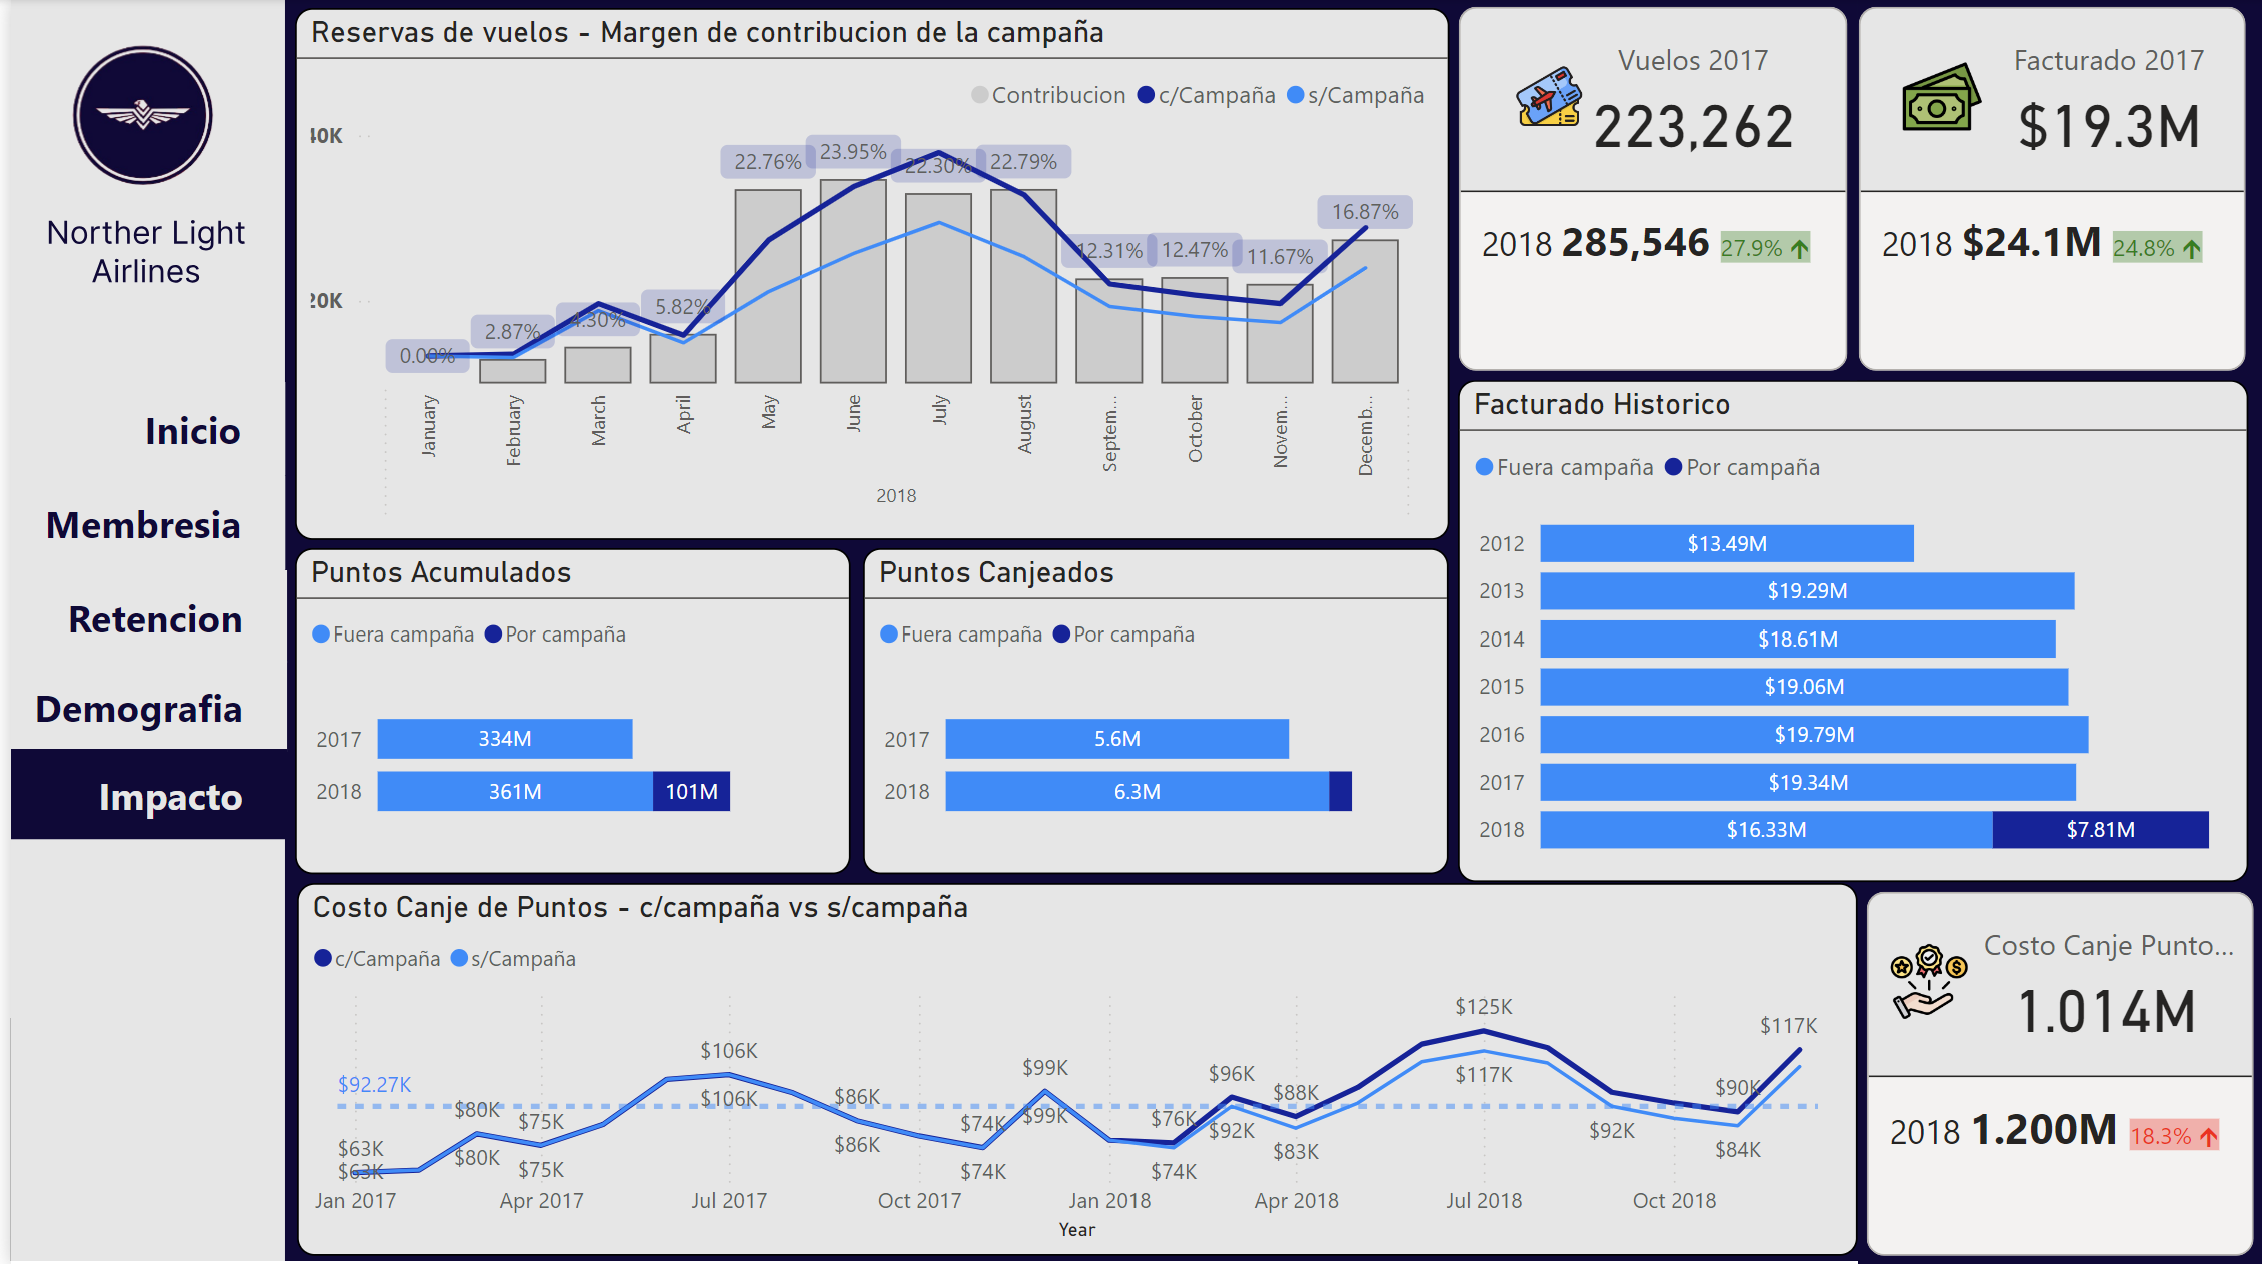 Norther Light
Airlines
Inicio
Membresia
Retencion
Demografia
Impacto
Reservas de vuelos - Margen de contribucion de la campaña
Contribucion c/Campaña s/Campaña
40K
20K
0.00% 2.87% 4.30% 5.82% 22.76% 23.95% 22.30% 22.79% 12.31% 12.47% 11.67% 16.87%
January February March April May June July August Septem... October Novem... Decemb...
2018
Vuelos 2017
223,262
2018 285,546 27.9%
Facturado 2017
$19.3M
2018 $24.1M 24.8%
Puntos Acumulados
Fuera campaña Por campaña
2017 334M
2018 361M 101M
Puntos Canjeados
Fuera campaña Por campaña
2017 5.6M
2018 6.3M
Facturado Historico
Fuera campaña Por campaña
2012 $13.49M
2013 $19.29M
2014 $18.61M
2015 $19.06M
2016 $19.79M
2017 $19.34M
2018 $16.33M $7.81M
Costo Canje de Puntos - c/campaña vs s/campaña
c/Campaña s/Campaña
$92.27K
$63K $80K $75K $106K $86K $74K $99K $76K $96K $88K $125K $90K $117K
$63K $80K $75K $106K $86K $74K $99K $74K $92K $83K $117K $92K $84K
Jan 2017 Apr 2017 Jul 2017 Oct 2017 Jan 2018 Apr 2018 Jul 2018 Oct 2018
Year
Costo Canje Punto...
1.014M
2018 1.200M 18.3%